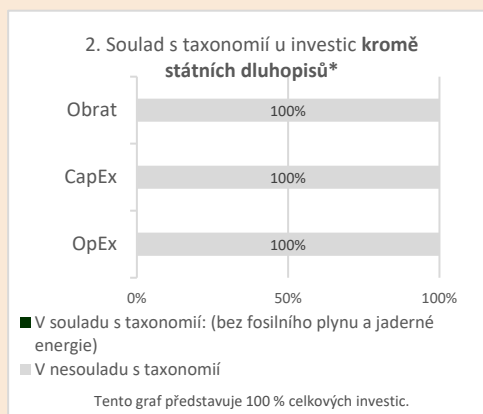 2. Soulad s taxonomií u investic kromě
státních dluhopisů*
Obrat
100%
CapEx
100%
OpEx
100%
0%
50%
100%
V souladu s taxonomií: (bez fosilního plynu a jaderné
energie)
V nesouladu s taxonomií
Tento graf představuje 100 % celkových investic.